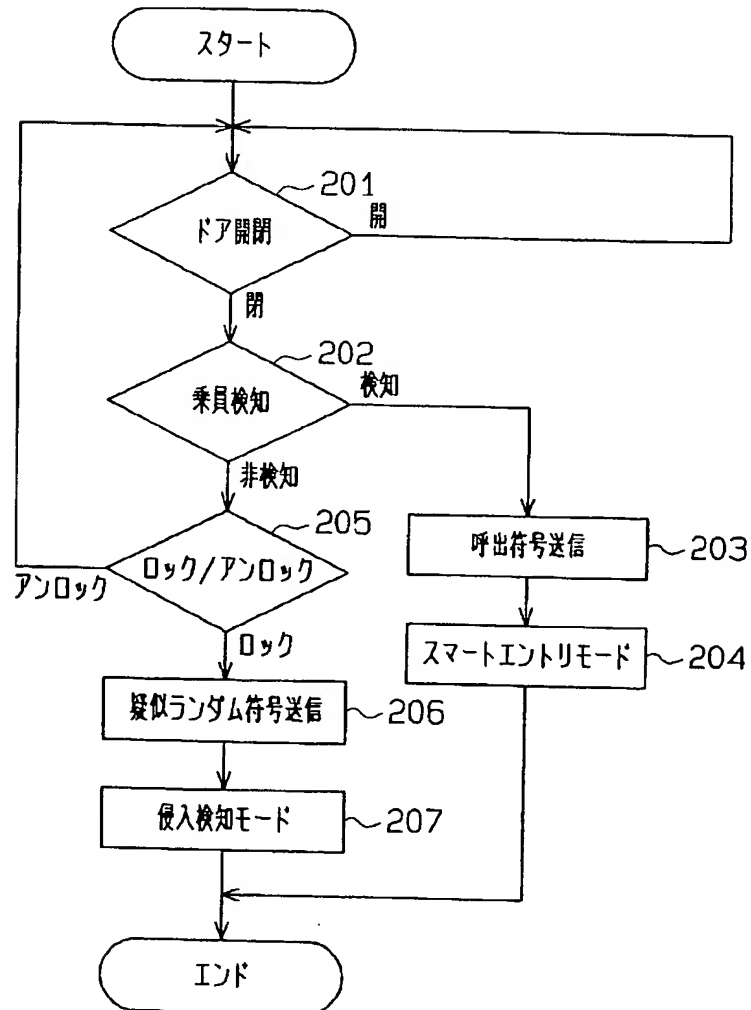 スタート
201
ドア開閉
開
閉
202
乗員検知
検知
非検知
205
ロック/アンロック
アンロック
ロック
呼出符号送信
203
スマートエントリモード
204
疑似ランダム符号送信
206
侵入検知モード
207
エンド